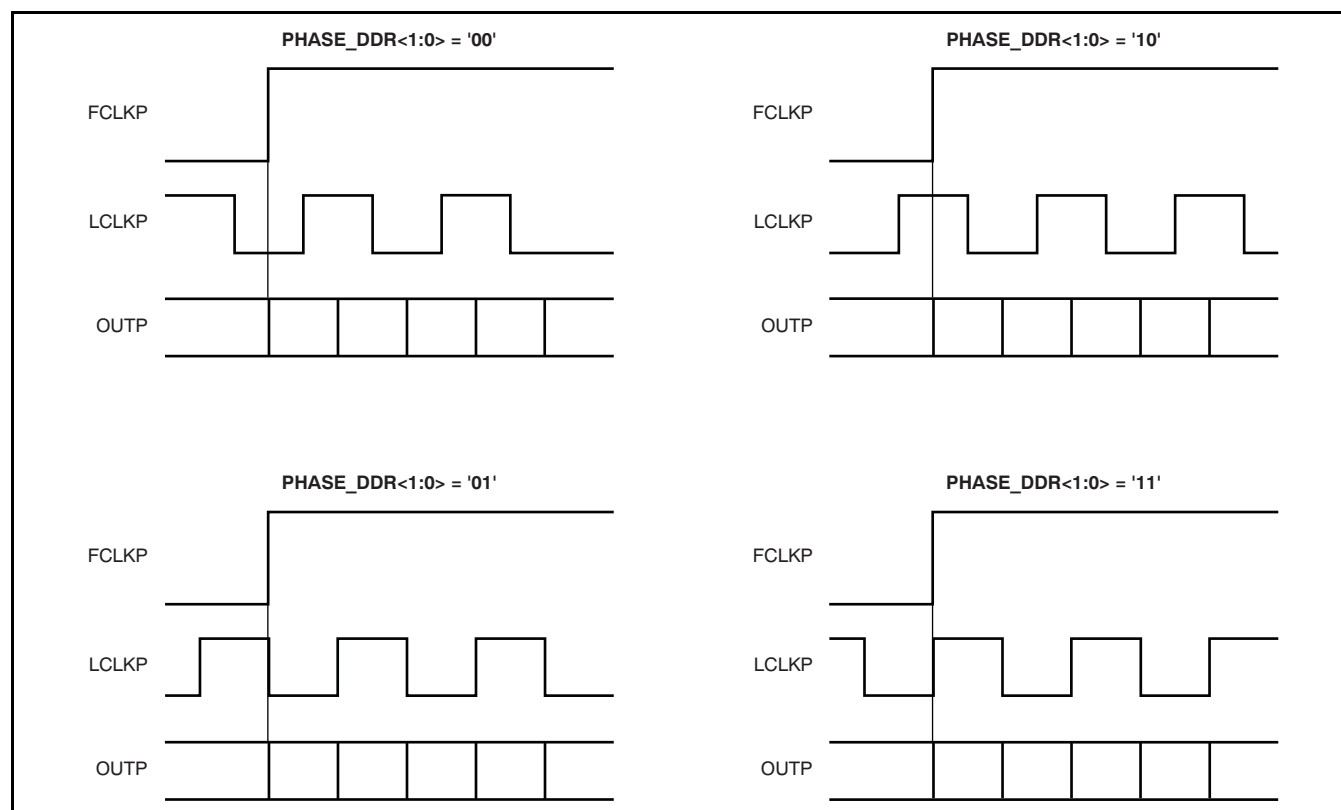 PHASE_DDR<1:0> = '00'
FCLKP
LCLKP
OUTP
PHASE_DDR<1:0> = '10'
FCLKP
LCLKP
OUTP
PHASE_DDR<1:0> = '01'
FCLKP
LCLKP
OUTP
PHASE_DDR<1:0> = '11'
FCLKP
LCLKP
OUTP